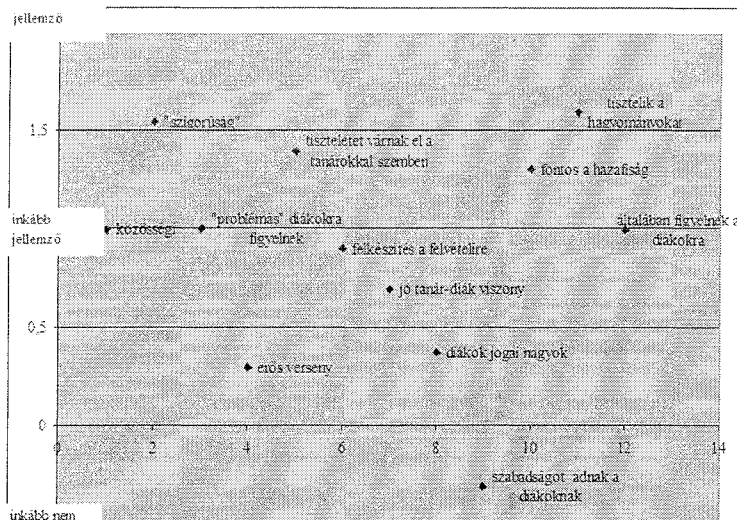 jellemző
tisztelik a
hagyományokat
"szigorúság"
1,5
tiszteletet várnak el a
tanárokkal szemben
fontos a hazafiság
inkább
jellemző
közösségi
"problémás" diákokra
figyelnek
általában figyelnek a
diákokra
felkészítés a felvételire
jó tanár-diák viszony
0,5
diákok jogai nagyok
erős verseny
0
0 2 4 6 8 10 12 14
szabadságot adnak a
diákoknak
inkább nem